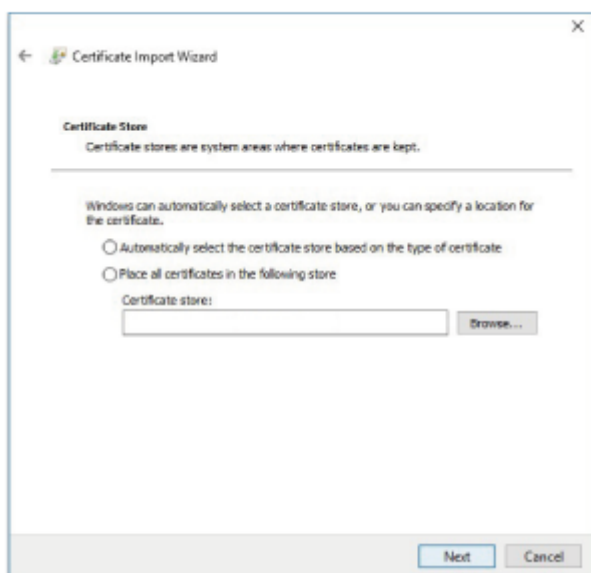 Certificate Import Wizard
Certificate Store
Certificate stores are system areas where certificates are kept.
Windows can automatically select a certificate store, or you can specify a location for
the certificate.
Automatically select the certificate store based on the type of certificate
Place all certificates in the following store
Certificate store:
Browse...
Next
Cancel